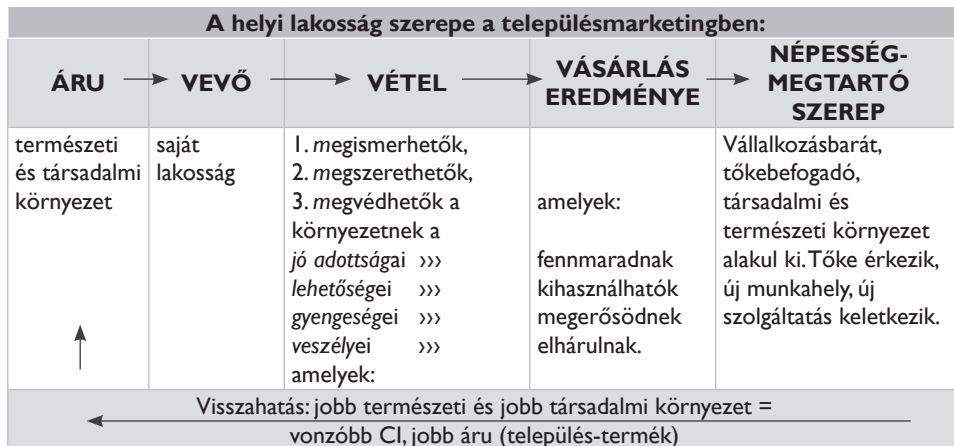 A helyi lakosság szerepe a településmarketingben:
ÁRU
VEVŐ
VÉTEL
VÁSÁRLÁS
EREDMÉNYE
NÉPESSÉG-
MEGTARTÓ
SZEREP
természeti
és társadalmi
környezet
saját
lakosság
1. megismerhetők,
2. megszerethetők,
3. megvédhetők a
környezetnek a
jó adottságai ›››
lehetőségei ›››
gyengeségei ›››
veszélyei ›››
amelyek:
amelyek:
fennmaradnak
kihasználhatók
megerősödnek
elhárulnak.
Vállalkozásbarát,
tőkebefogadó,
társadalmi és
természeti környezet
alakul ki. Tőke érkezik,
új munkahely, új
szolgáltatás keletkezik.
Visszahatás: jobb természeti és jobb társadalmi környezet =
vonzóbb CI, jobb áru (település-termék)